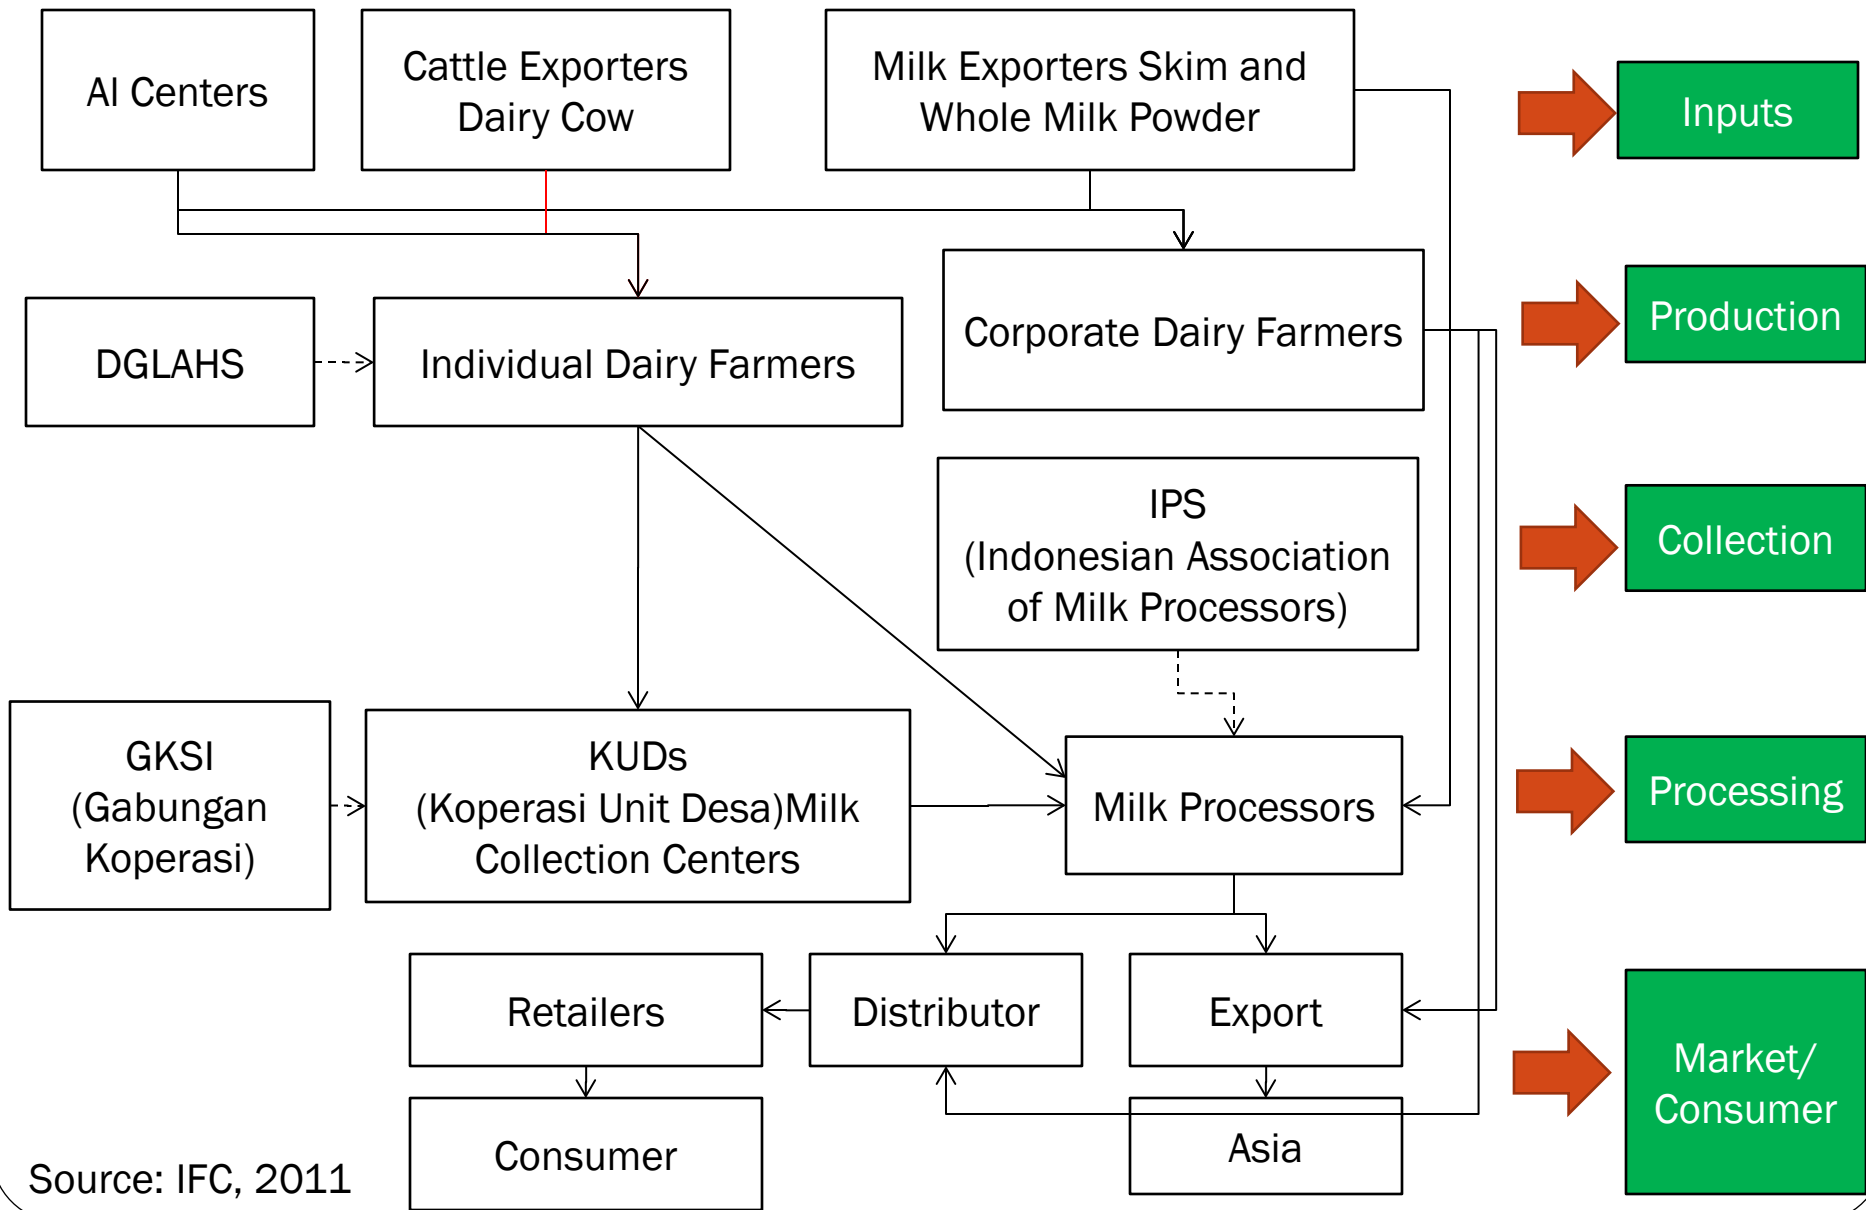 AI Centers
Cattle Exporters
Dairy Cow
Milk Exporters Skim and
Whole Milk Powder
Inputs
Corporate Dairy Farmers
Production
DGLAHS
Individual Dairy Farmers
IPS
(Indonesian Association
of Milk Processors)
Collection
GKSI
(Gabungan
Koperasi)
KUDs
(Koperasi Unit Desa)Milk
Collection Centers
Milk Processors
Processing
Retailers
Distributor
Export
Market/
Consumer
Consumer
Asia
Source: IFC, 2011